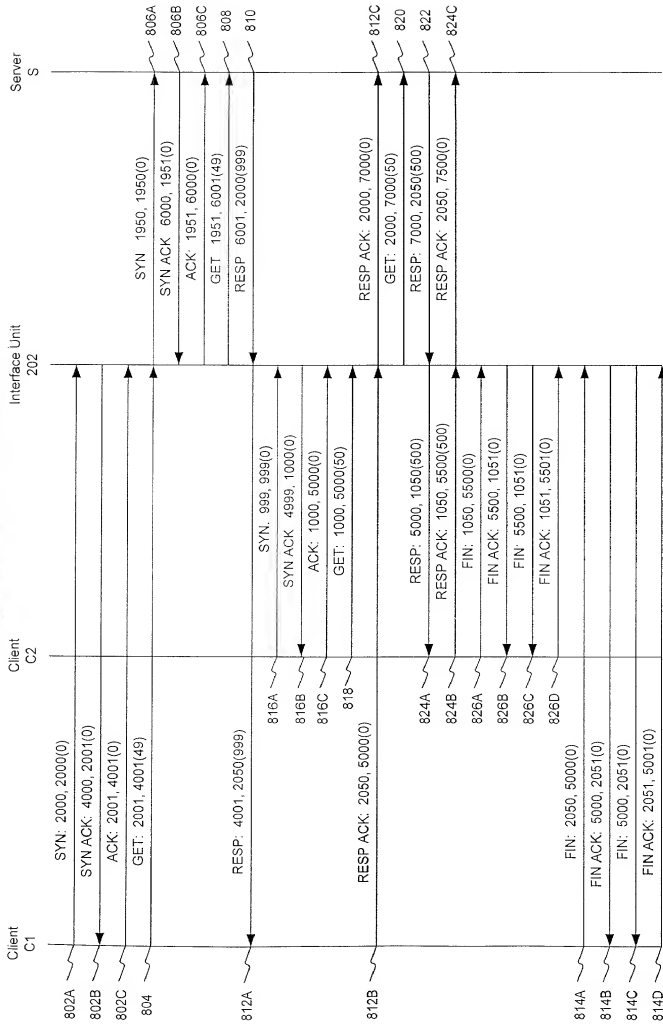 Client
C1
Client
C2
Interface Unit
202
Server
S
802A
SYN: 2000, 2000(0)
802B
SYN ACK: 4000, 2001(0)
802C
ACK: 2001, 4001(0)
804
GET: 2001, 4001(49)
SYN 1950, 1950(0)
806A
SYN ACK 6000, 1951(0)
806B
ACK: 1951, 6000(0)
806C
GET 1951, 6001(49)
808
RESP 6001, 2000(999)
810
812A
RESP: 4001, 2050(999)
816A
SYN. 999, 999(0)
816B
SYN ACK 4999, 1000(0)
816C
ACK: 1000, 5000(0)
818
GET: 1000, 5000(50)
812B
RESP ACK: 2050, 5000(0)
RESP ACK: 2000, 7000(0)
812C
GET: 2000, 7000(50)
820
RESP: 7000, 2050(500)
822
RESP ACK: 2050, 7500(0)
824C
824A
RESP: 5000, 1050(500)
824B
RESP ACK: 1050, 5500(500)
826A
FIN: 1050, 5500(0)
826B
FIN ACK: 5500, 1051(0)
826C
FIN: 5500, 1051(0)
826D
FIN ACK: 1051, 5501(0)
814A
FIN: 2050, 5000(0)
814B
FIN ACK: 5000, 2051(0)
814C
FIN: 5000, 2051(0)
814D
FIN ACK: 2051, 5001(0)